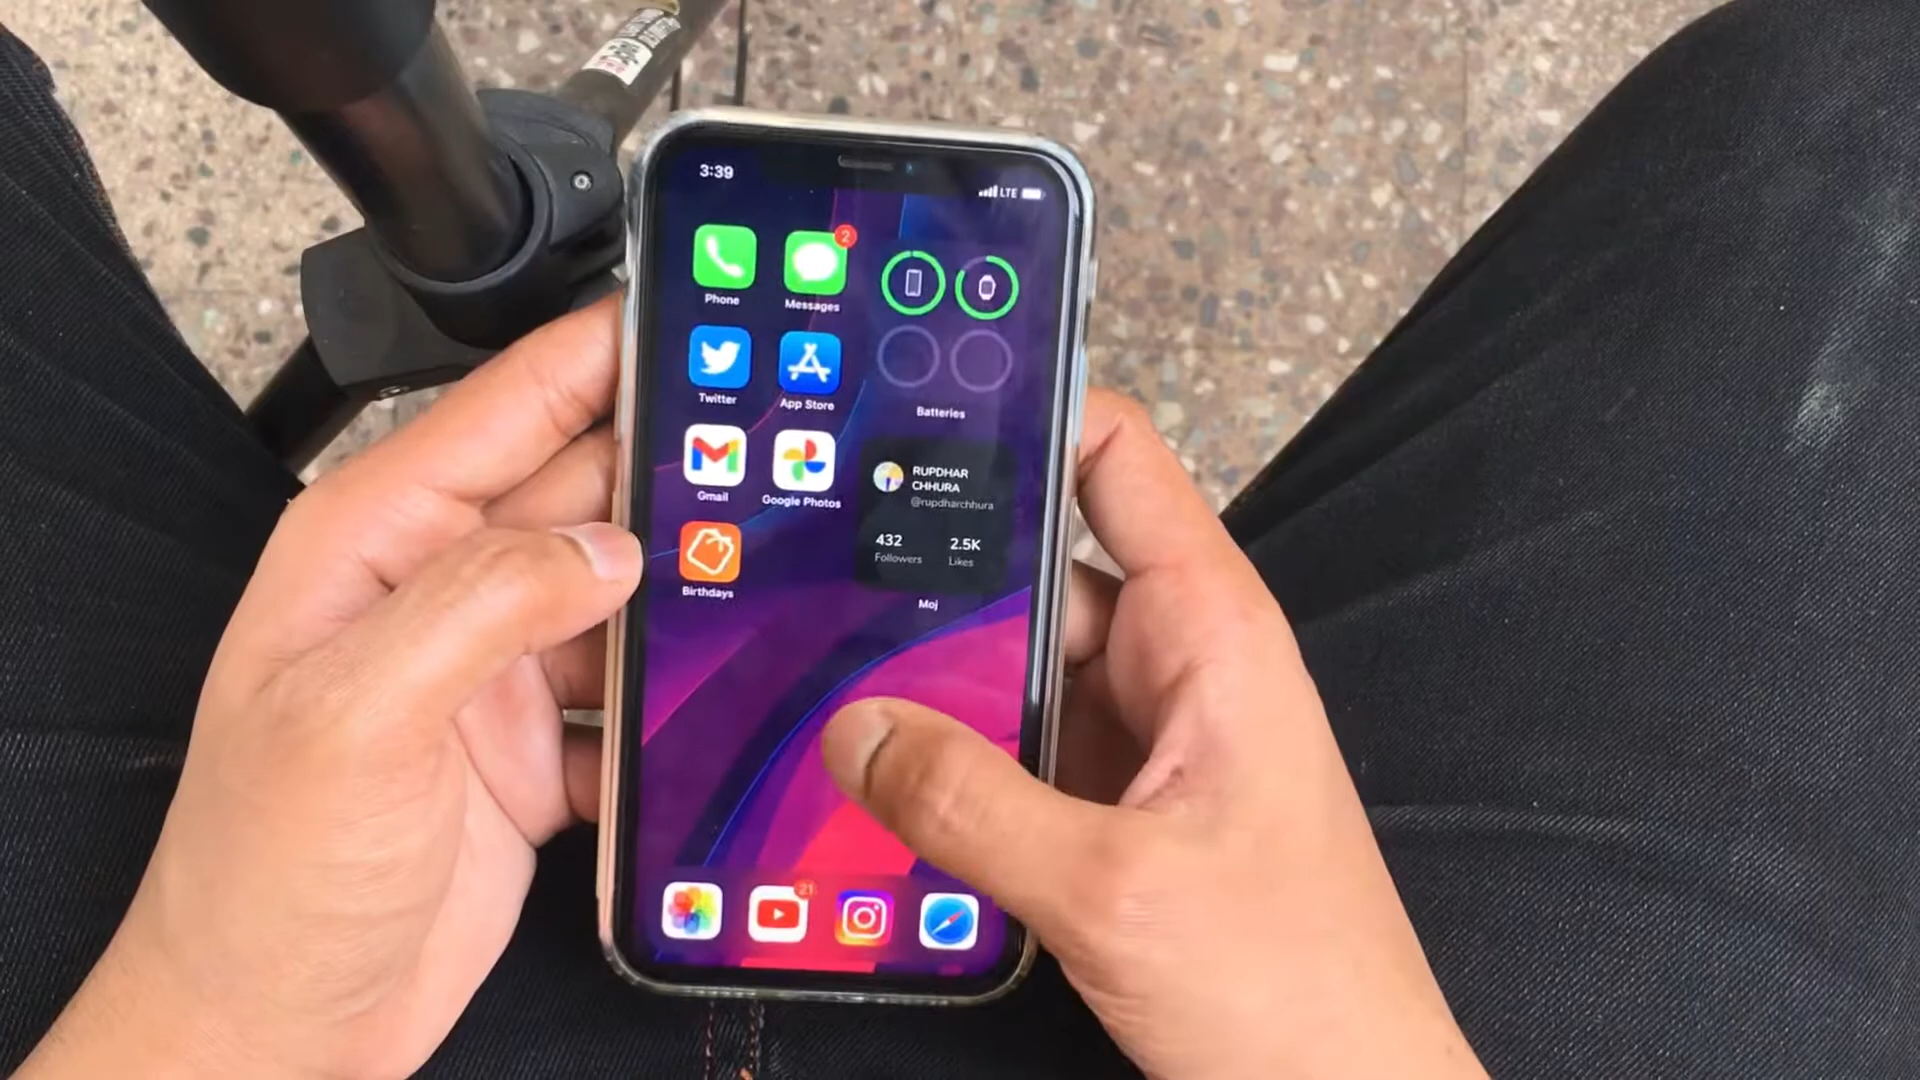 3:39
LTE
2
Phone
Messages
Twitter
App Store
Batteries
Gmail
Google Photos
RUPDHAR
CHHURA
@rupdharchhura
432
2.5K
Followers
Likes
Birthdays
Moj
21